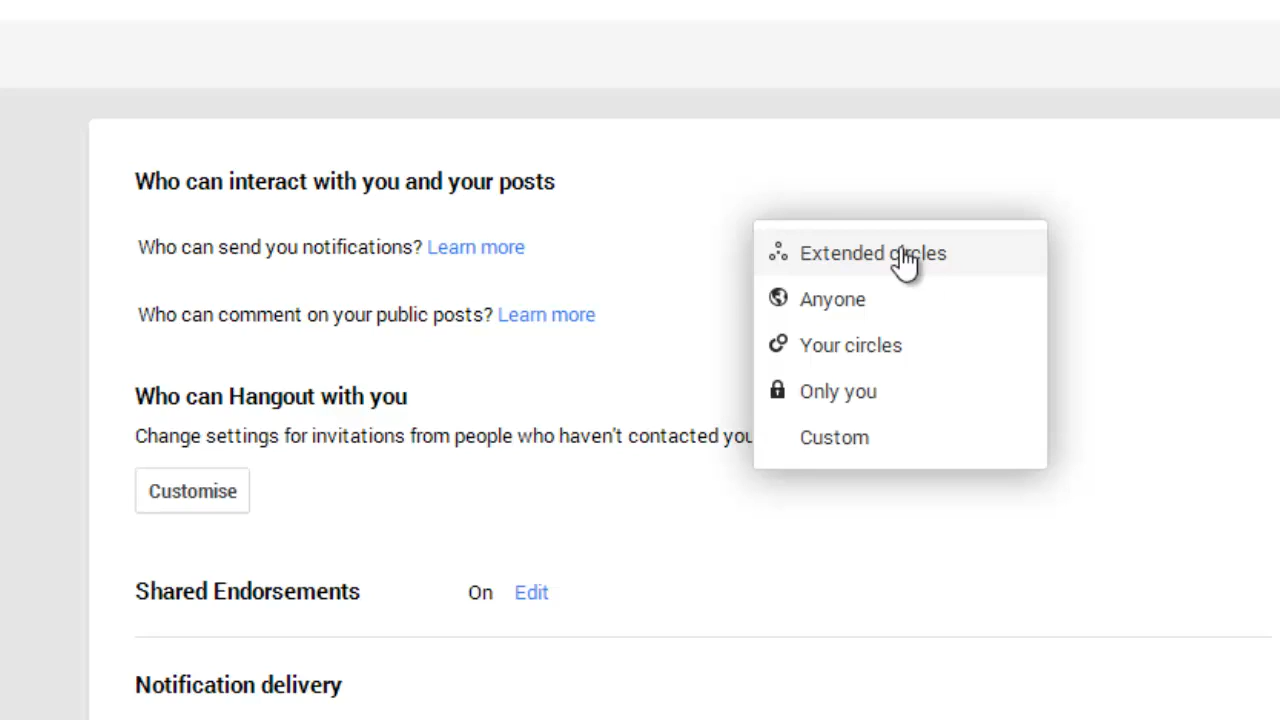 Who can interact with you and your posts
Who can send you notifications? Learn more
Extended circles
Anyone
Who can comment on your public posts? Learn more
Your circles
Only you
Who can Hangout with you
Change settings for invitations from people who haven't contacted you
Custom
Customise
Shared Endorsements On Edit
Notification delivery